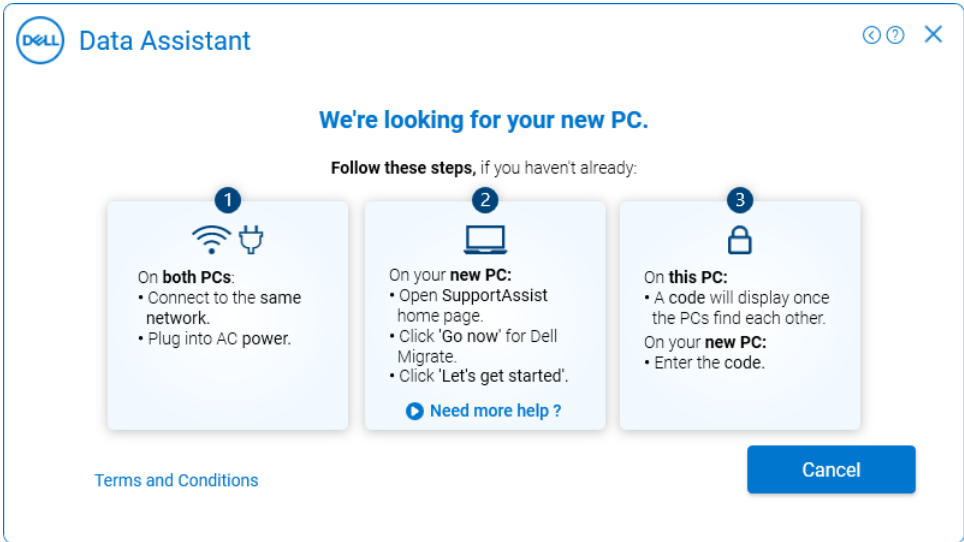 DELL
Data Assistant
We're looking for your new PC.
Follow these steps, if you haven't already:
1
On both PCs:
• Connect to the same
network.
• Plug into AC power.
2
On your new PC:
• Open SupportAssist
home page.
• Click 'Go now' for Dell
Migrate.
• Click 'Let's get started'.
Need more help ?
3
On this PC:
• A code will display once
the PCs find each other.
On your new PC:
• Enter the code.
Terms and Conditions
Cancel